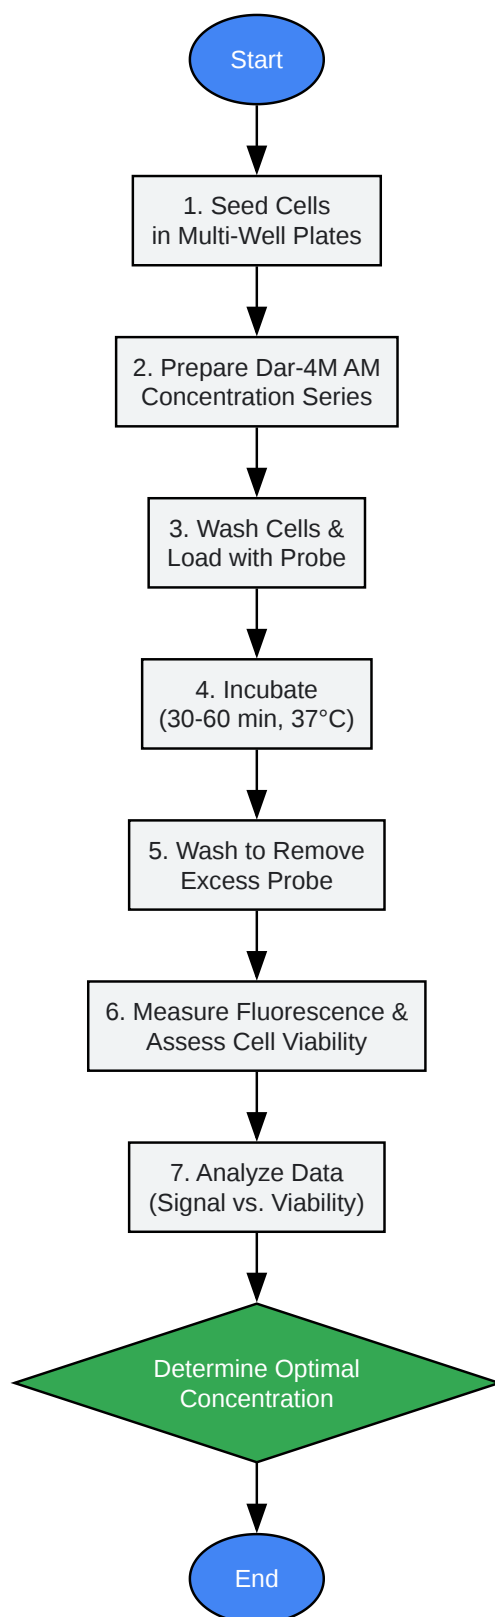 Start
1. Seed Cells
in Multi-Well Plates
2. Prepare Dar-4M AM
Concentration Series
3. Wash Cells &
Load with Probe
4. Incubate
(30-60 min, 37°C)
5. Wash to Remove
Excess Probe
6. Measure Fluorescence &
Assess Cell Viability
7. Analyze Data
(Signal vs. Viability)
Determine Optimal
Concentration
End